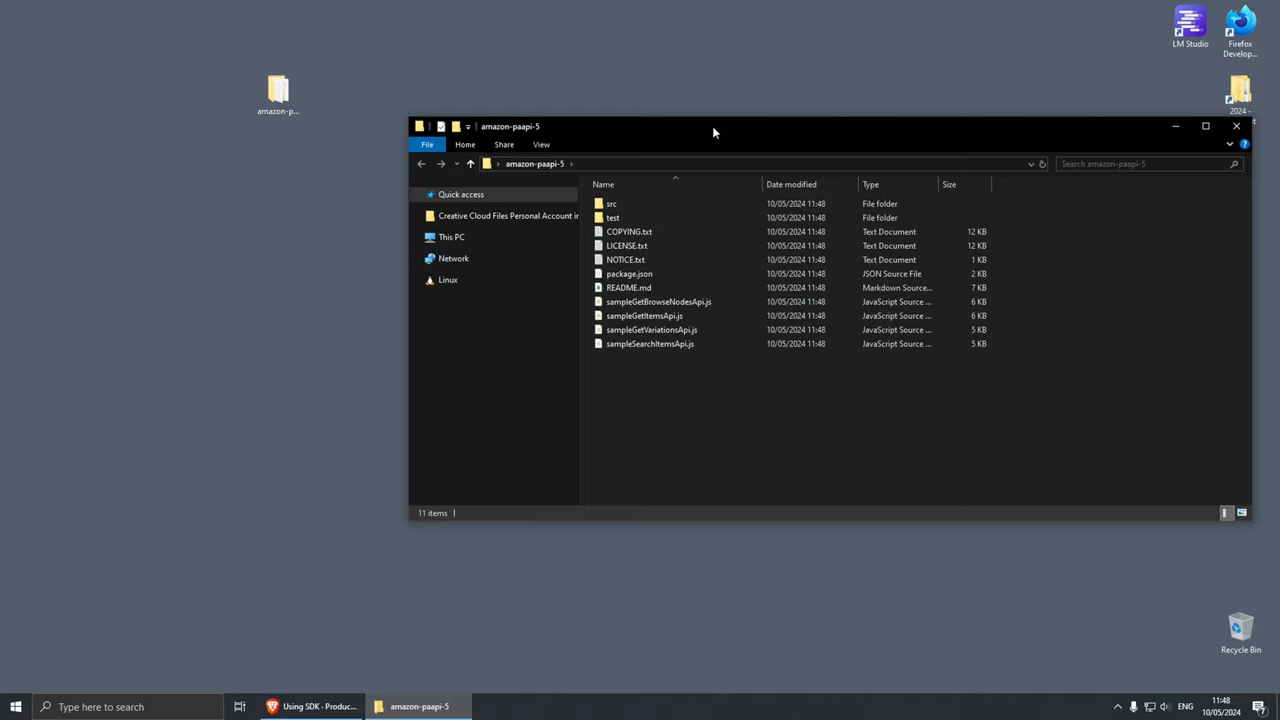 LM Studio
Firefox
Develop...
amazon-p...
2024 -
amazon-paapi-5
File
Home
Share
View
amazon-paapi-5
Search amazon-paapi-5
Name
Date modified
Type
Size
Quick access
Creative Cloud Files Personal Account in
This PC
Network
Linux
src 10/05/2024 11:48 File folder
test 10/05/2024 11:48 File folder
COPYING.txt 10/05/2024 11:48 Text Document 12 KB
LICENSE.txt 10/05/2024 11:48 Text Document 12 KB
NOTICE.txt 10/05/2024 11:48 Text Document 1 KB
package.json 10/05/2024 11:48 JSON Source File 2 KB
README.md 10/05/2024 11:48 Markdown Source... 7 KB
sampleGetBrowseNodesApi.js 10/05/2024 11:48 JavaScript Source ... 6 KB
sampleGetItemsApi.js 10/05/2024 11:48 JavaScript Source ... 6 KB
sampleGetVariationsApi.js 10/05/2024 11:48 JavaScript Source ... 5 KB
sampleSearchItemsApi.js 10/05/2024 11:48 JavaScript Source ... 5 KB
11 items
Recycle Bin
Type here to search
Using SDK - Produc...
amazon-paapi-5
ENG
11:48
10/05/2024